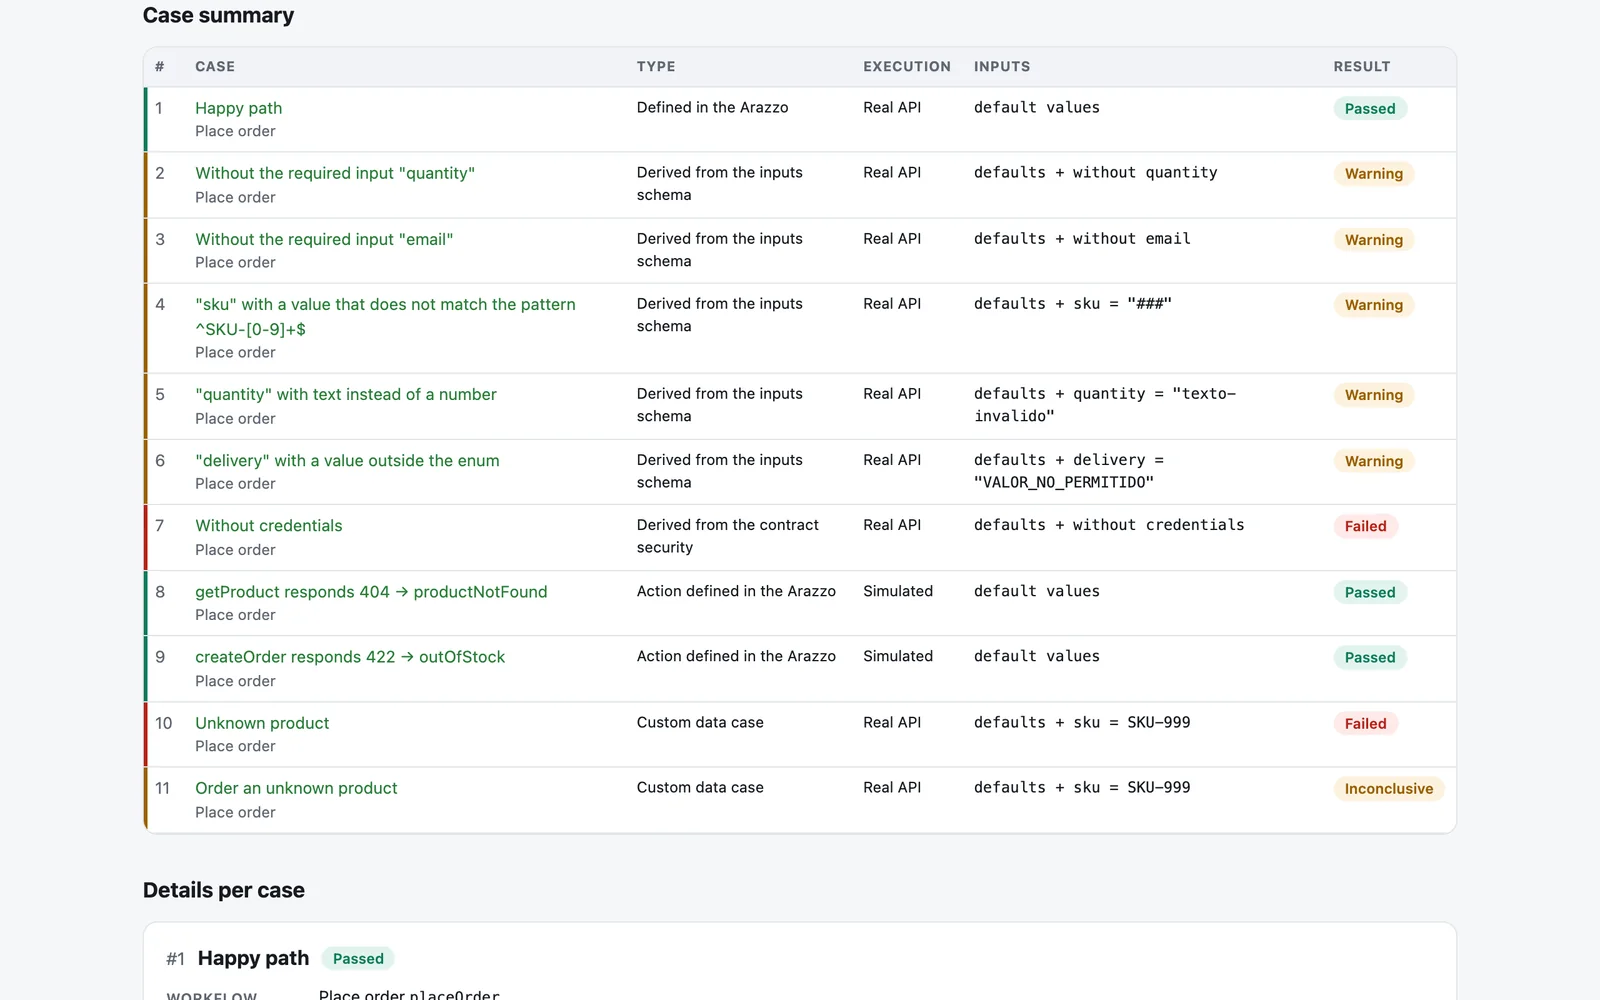 Case summary
# CASE TYPE EXECUTION INPUTS RESULT
1 Happy path Defined in the Arazzo Real API default values Passed
Place order
2 Without the required input "quantity" Derived from the inputs Real API defaults + without quantity Warning
Place order schema
3 Without the required input "email" Derived from the inputs Real API defaults + without email Warning
Place order schema
4 "sku" with a value that does not match the pattern Derived from the inputs Real API defaults + sku = "###" Warning
^SKU-[0-9]+$ schema
Place order
5 "quantity" with text instead of a number Derived from the inputs Real API defaults + quantity = "texto- Warning
Place order schema invalido"
6 "delivery" with a value outside the enum Derived from the inputs Real API defaults + delivery = Warning
Place order schema "VALOR_NO_PERMITIDO"
7 Without credentials Derived from the contract Real API defaults + without credentials Failed
Place order security
8 getProduct responds 404 → productNotFound Action defined in the Arazzo Simulated default values Passed
Place order
9 createOrder responds 422 → outOfStock Action defined in the Arazzo Simulated default values Passed
Place order
10 Unknown product Custom data case Real API defaults + sku = SKU-999 Failed
Place order
11 Order an unknown product Custom data case Real API defaults + sku = SKU-999 Inconclusive
Place order
Details per case
#1 Happy path Passed
WORKFLOW Place order placeOrder